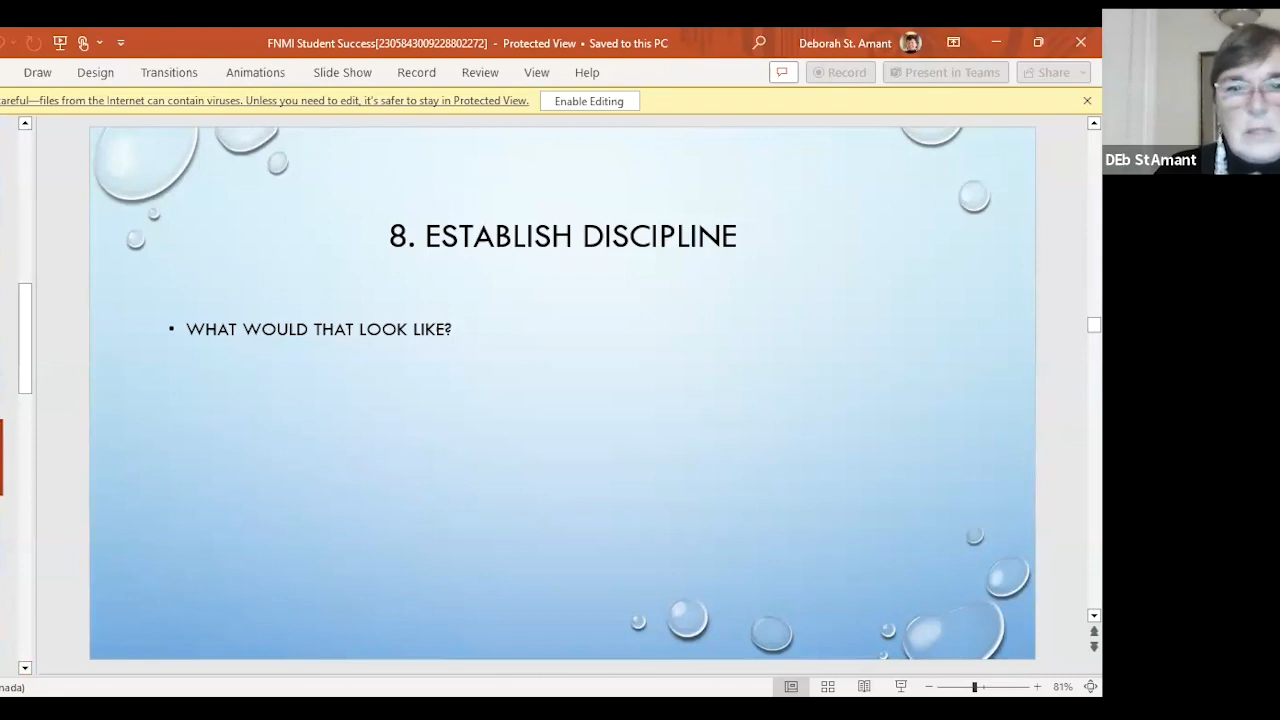 FNMI Student Success[2305843009228802272] - Protected View • Saved to this PC
Deborah St. Amant
Draw Design Transitions Animations Slide Show Record Review View Help
Record Present in Teams Share
areful—files from the Internet can contain viruses. Unless you need to edit, it's safer to stay in Protected View. Enable Editing
DEb StAmant
8. ESTABLISH DISCIPLINE
• WHAT WOULD THAT LOOK LIKE?
nada)
81%